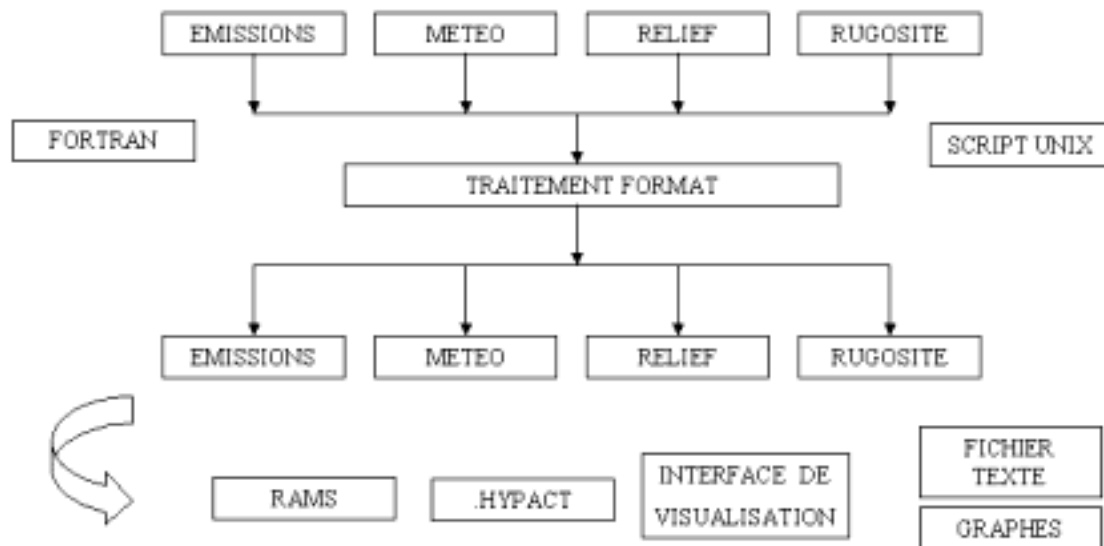 EMISSIONS
METEO
RELIEF
RUGOSITE
FORTRAN
SCRIPT UNIX
TRAITEMENT FORMAT
EMISSIONS
METEO
RELIEF
RUGOSITE
RAMS
.HYPACT
INTERFACE DE
VISUALISATION
FICHIER
TEXTE
GRAPHES